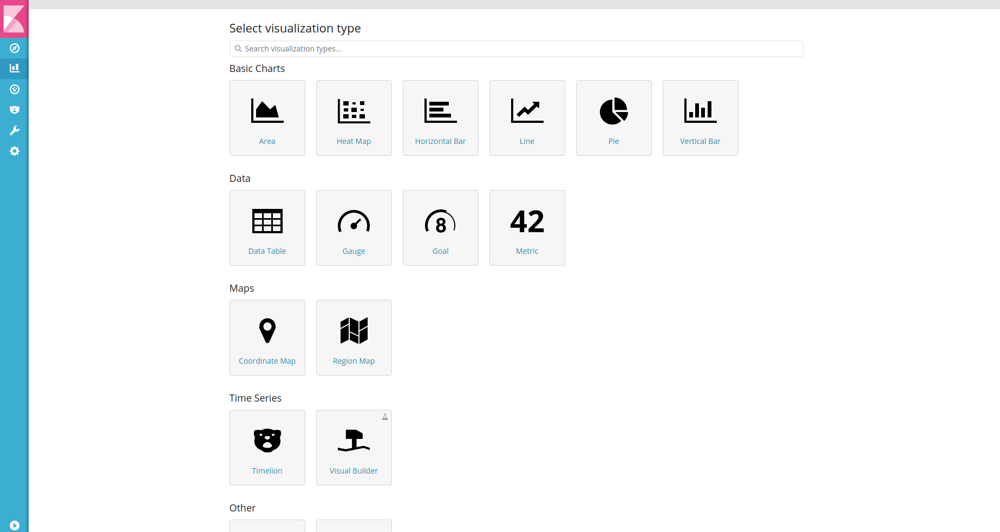 Select visualization type
Search visualization types...
Basic Charts
Area
Heat Map
Horizontal Bar
Line
Pie
Vertical Bar
Data
8
42
Data Table
Gauge
Goal
Metric
Maps
Coordinate Map
Region Map
Time Series
Timelion
Visual Builder
Other